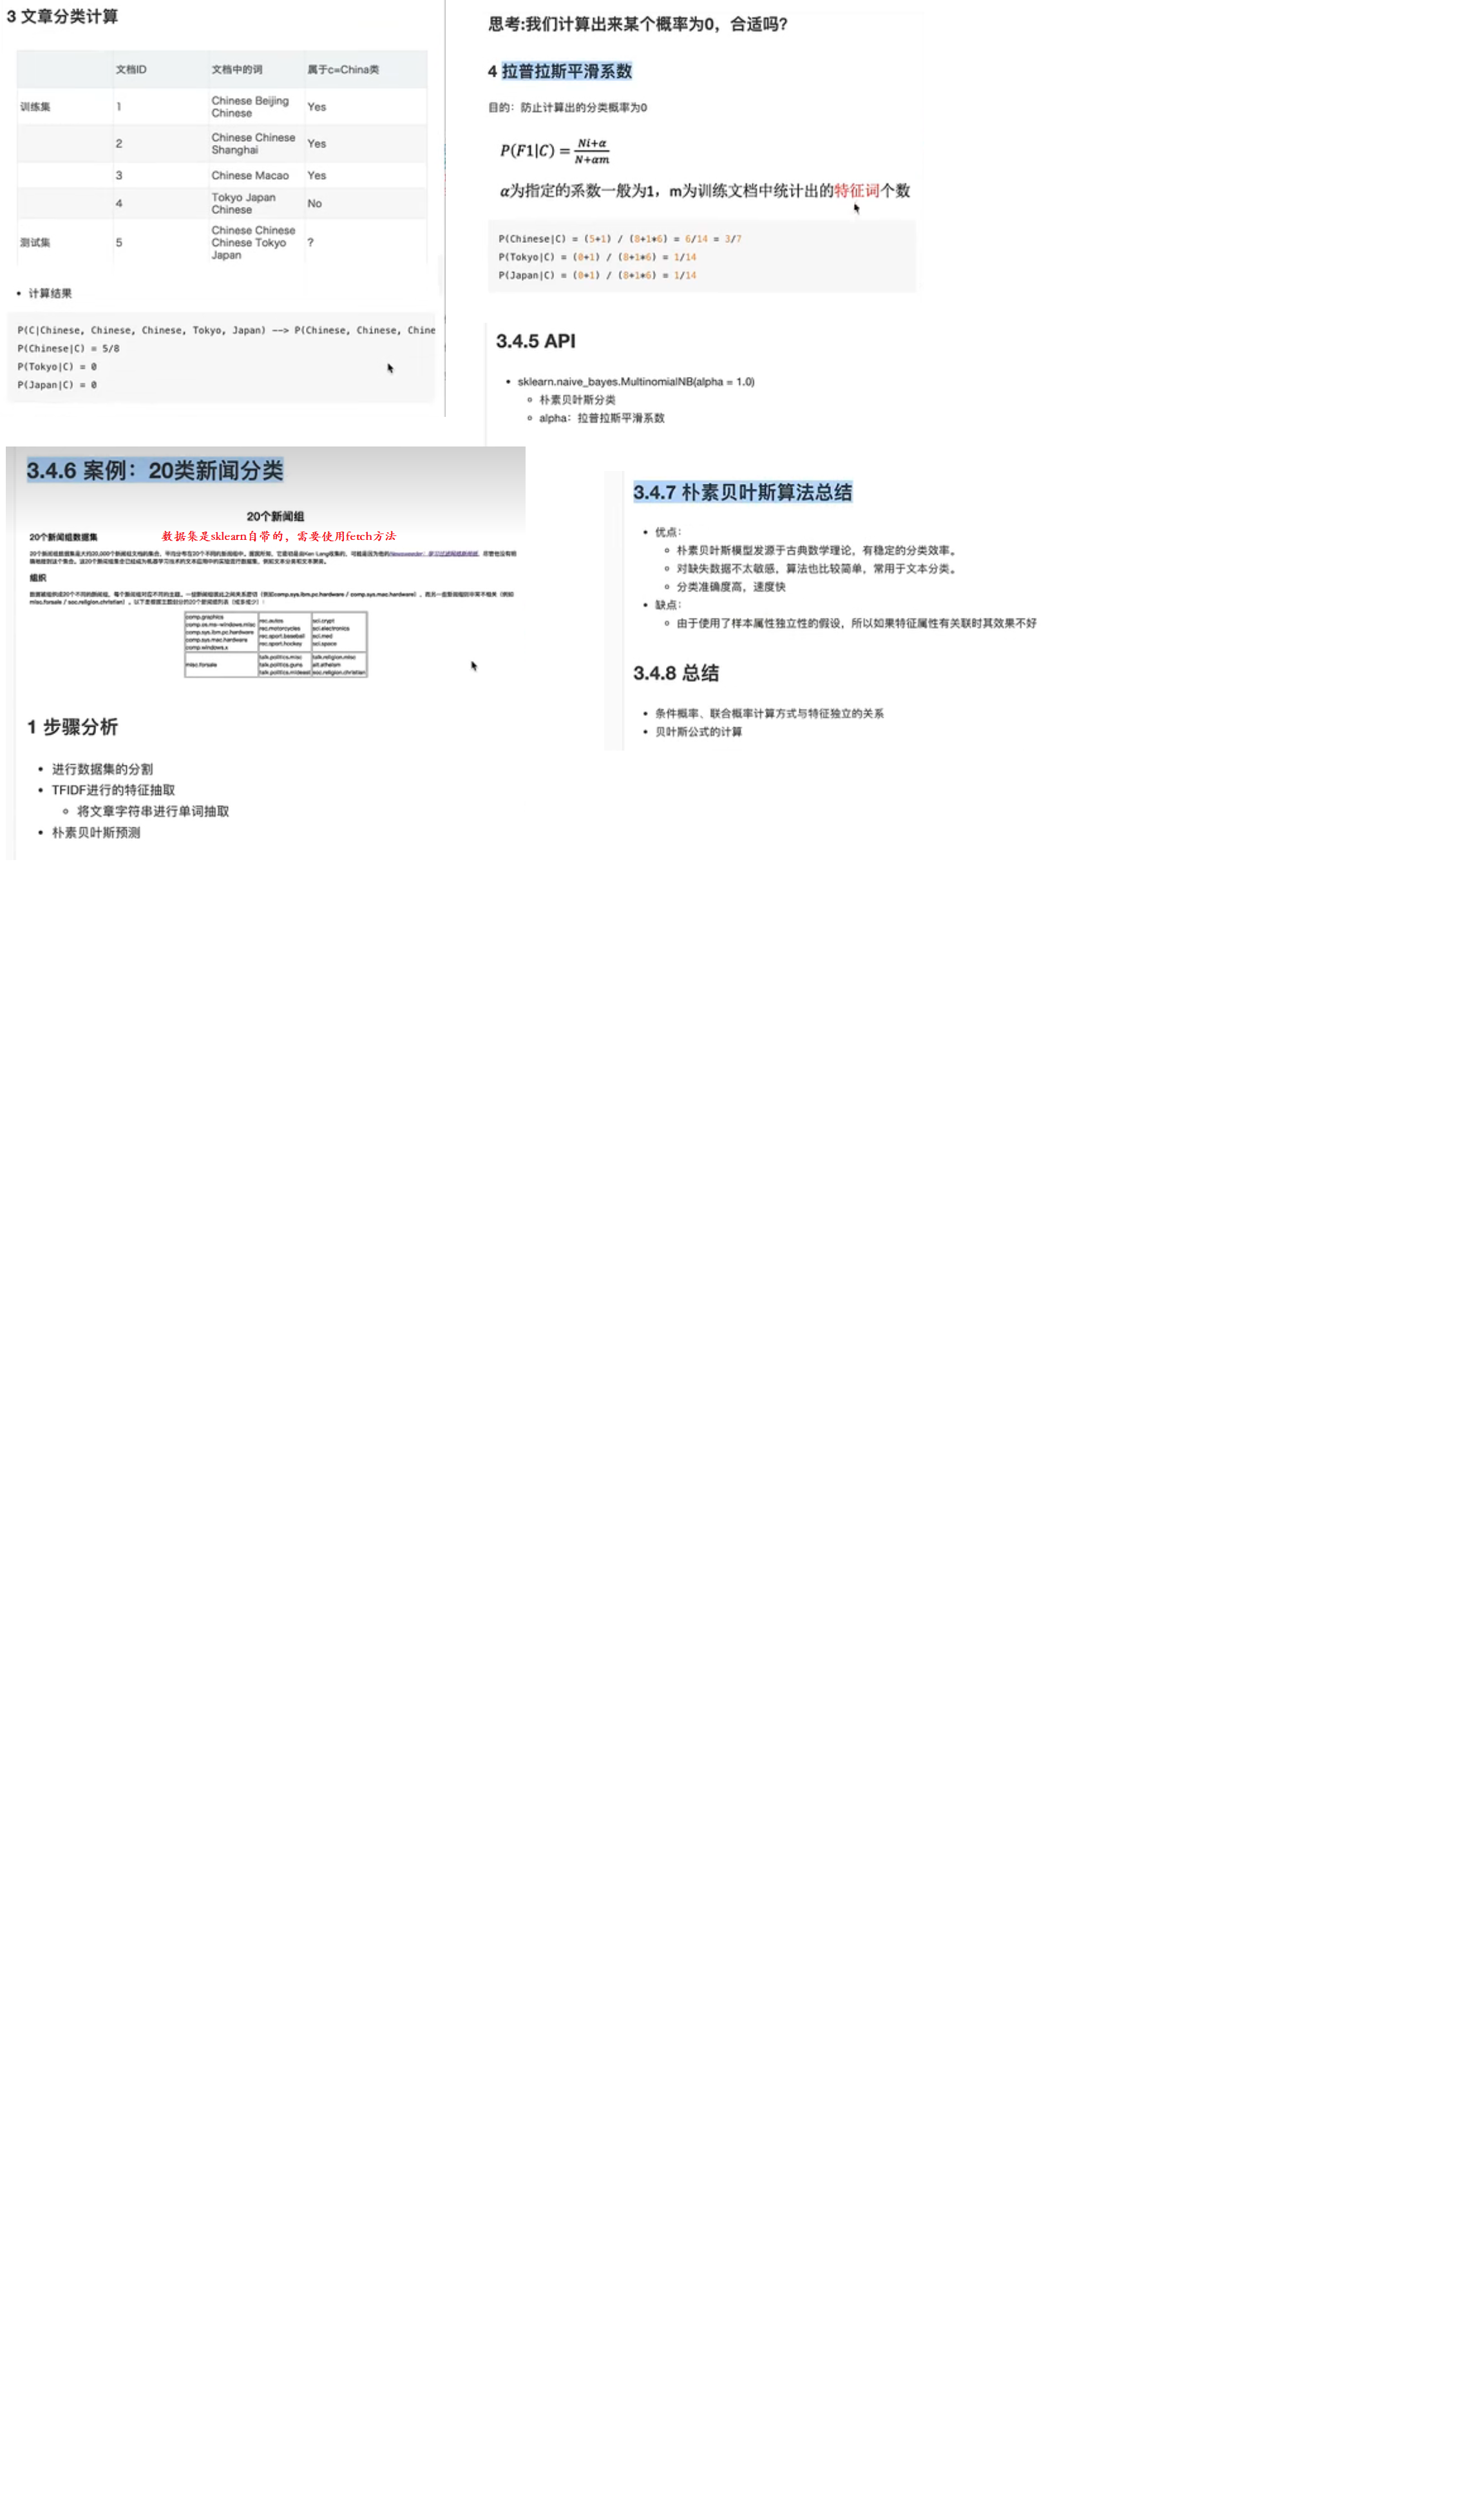 3 文章分类计算
文档ID 文档中的词 属于c=China类
训练集 1 Chinese Beijing Chinese Yes
2 Chinese Chinese Shanghai Yes
3 Chinese Macao Yes
4 Tokyo Japan Chinese No
测试集 5 Chinese Chinese Chinese Tokyo Japan ?
• 计算结果
P(C|Chinese, Chinese, Chinese, Tokyo, Japan) --> P(Chinese, Chinese, Chine
P(Chinese|C) = 5/8
P(Tokyo|C) = 0
P(Japan|C) = 0
思考:我们计算出来某个概率为0，合适吗?
4 拉普拉斯平滑系数
目的：防止计算出的分类概率为0
P(F1|C) = Ni+α / N+αm
α为指定的系数一般为1，m为训练文档中统计出的特征词个数
P(Chinese|C) = (5+1) / (8+1*6) = 6/14 = 3/7
P(Tokyo|C) = (0+1) / (8+1*6) = 1/14
P(Japan|C) = (0+1) / (8+1*6) = 1/14
3.4.5 API
• sklearn.naive_bayes.MultinomialNB(alpha = 1.0)
朴素贝叶斯分类
alpha：拉普拉斯平滑系数
3.4.6 案例：20类新闻分类
20个新闻组
20个新闻组数据集 数据集是sklearn自带的，需要使用fetch方法
组织
comp.graphics
comp.os.ms-windows.misc
comp.sys.ibm.pc.hardware
comp.sys.mac.hardware
comp.windows.x
rec.autos
rec.motorcycles
rec.sport.baseball
rec.sport.hockey
sci.crypt
sci.electronics
sci.med
sci.space
misc.forsale
talk.politics.misc
talk.politics.guns
talk.politics.mideast
talk.religion.misc
alt.atheism
soc.religion.christian
1 步骤分析
• 进行数据集的分割
• TFIDF进行的特征抽取
将文章字符串进行单词抽取
• 朴素贝叶斯预测
3.4.7 朴素贝叶斯算法总结
• 优点：
朴素贝叶斯模型发源于古典数学理论，有稳定的分类效率。
对缺失数据不太敏感，算法也比较简单，常用于文本分类。
分类准确度高，速度快
• 缺点：
由于使用了样本属性独立性的假设，所以如果特征属性有关联时其效果不好
3.4.8 总结
• 条件概率、联合概率计算方式与特征独立的关系
• 贝叶斯公式的计算